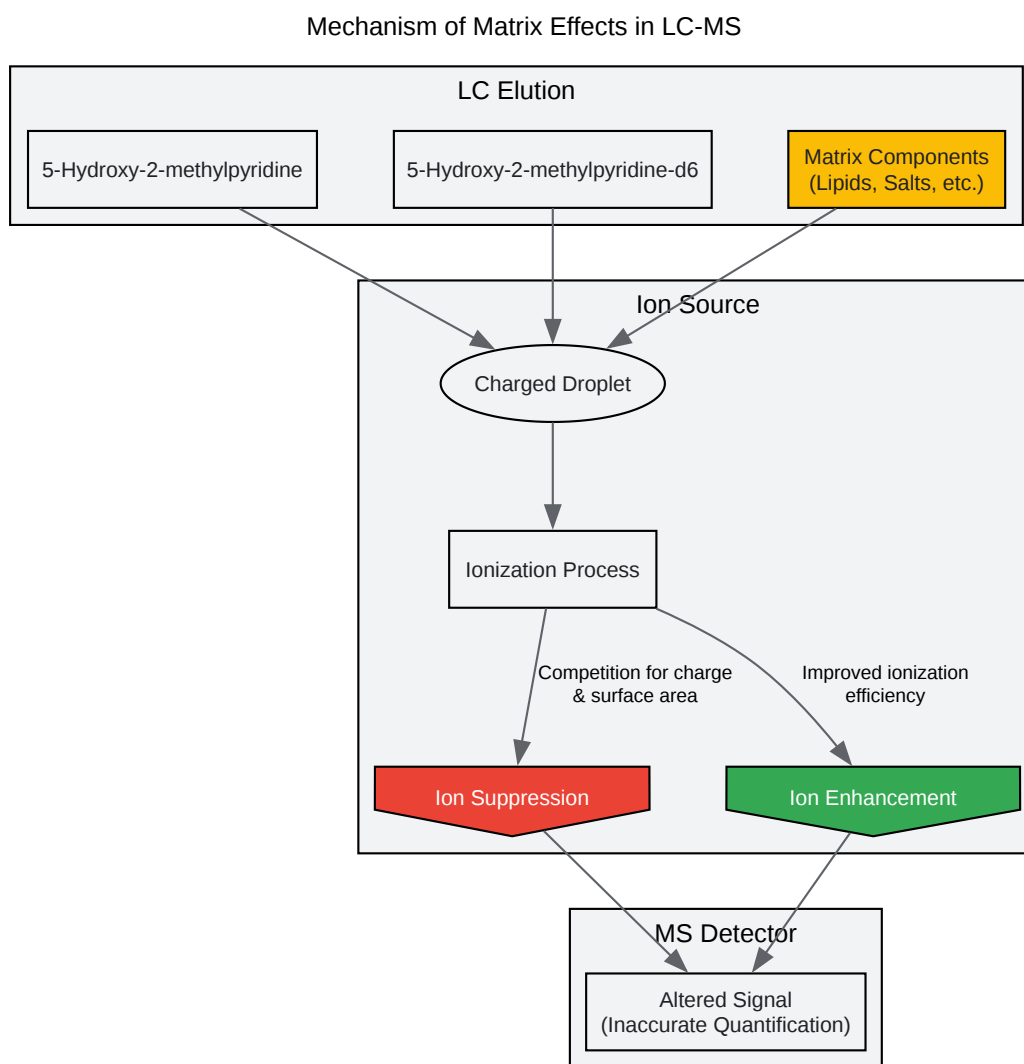 Mechanism of Matrix Effects in LC-MS
LC Elution
5-Hydroxy-2-methylpyridine
5-Hydroxy-2-methylpyridine-d6
Matrix Components
(Lipids, Salts, etc.)
Ion Source
Charged Droplet
Ionization Process
Competition for charge
& surface area
Improved ionization
efficiency
Ion Suppression
Ion Enhancement
MS Detector
Altered Signal
(Inaccurate Quantification)